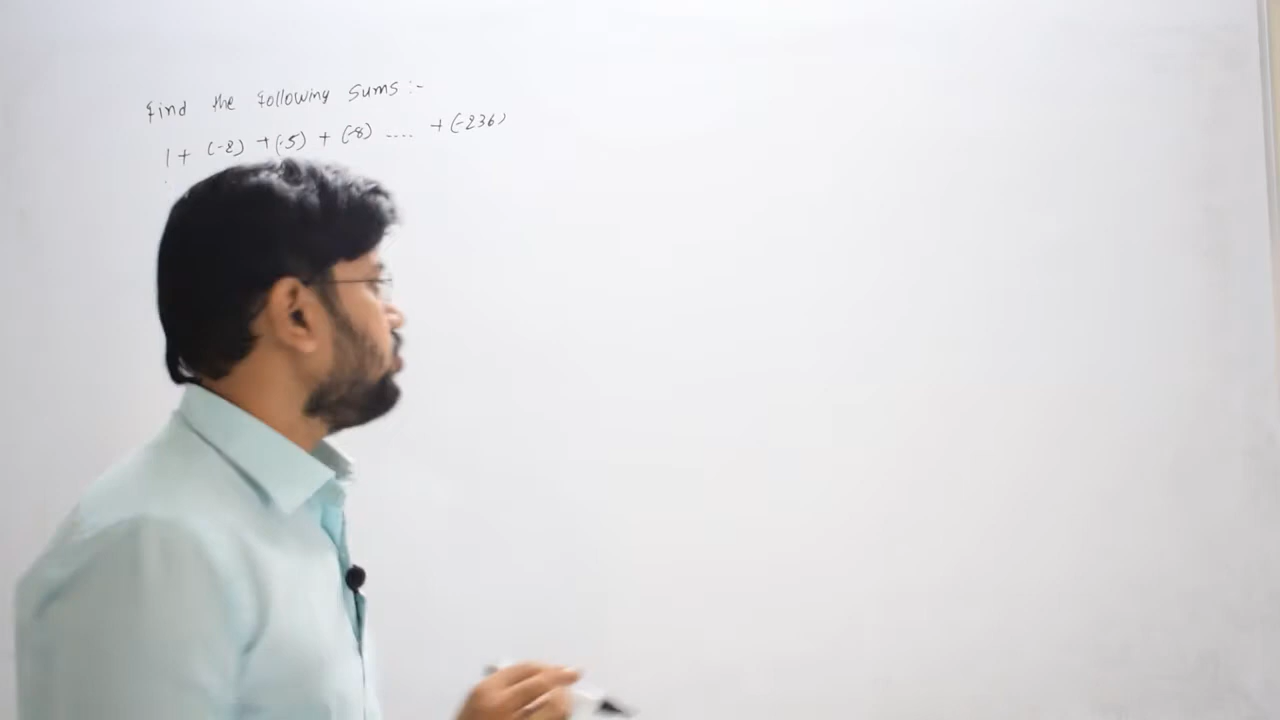 Find the following sums:-
1 + (-2) + (-5) + (-8) .... + (-236)